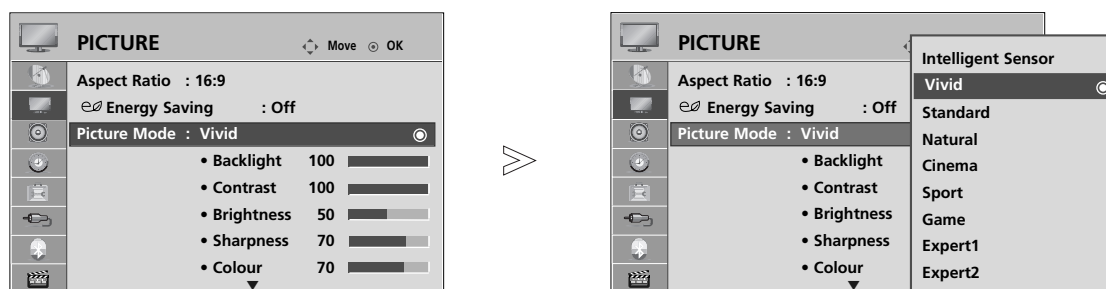 PICTURE
Move OK
Aspect Ratio : 16:9
Energy Saving : Off
Picture Mode : Vivid
• Backlight 100
• Contrast 100
• Brightness 50
• Sharpness 70
• Colour 70
PICTURE
Aspect Ratio : 16:9
Energy Saving : Off
Picture Mode : Vivid
• Backlight
• Contrast
• Brightness
• Sharpness
• Colour
Intelligent Sensor
Vivid
Standard
Natural
Cinema
Sport
Game
Expert1
Expert2